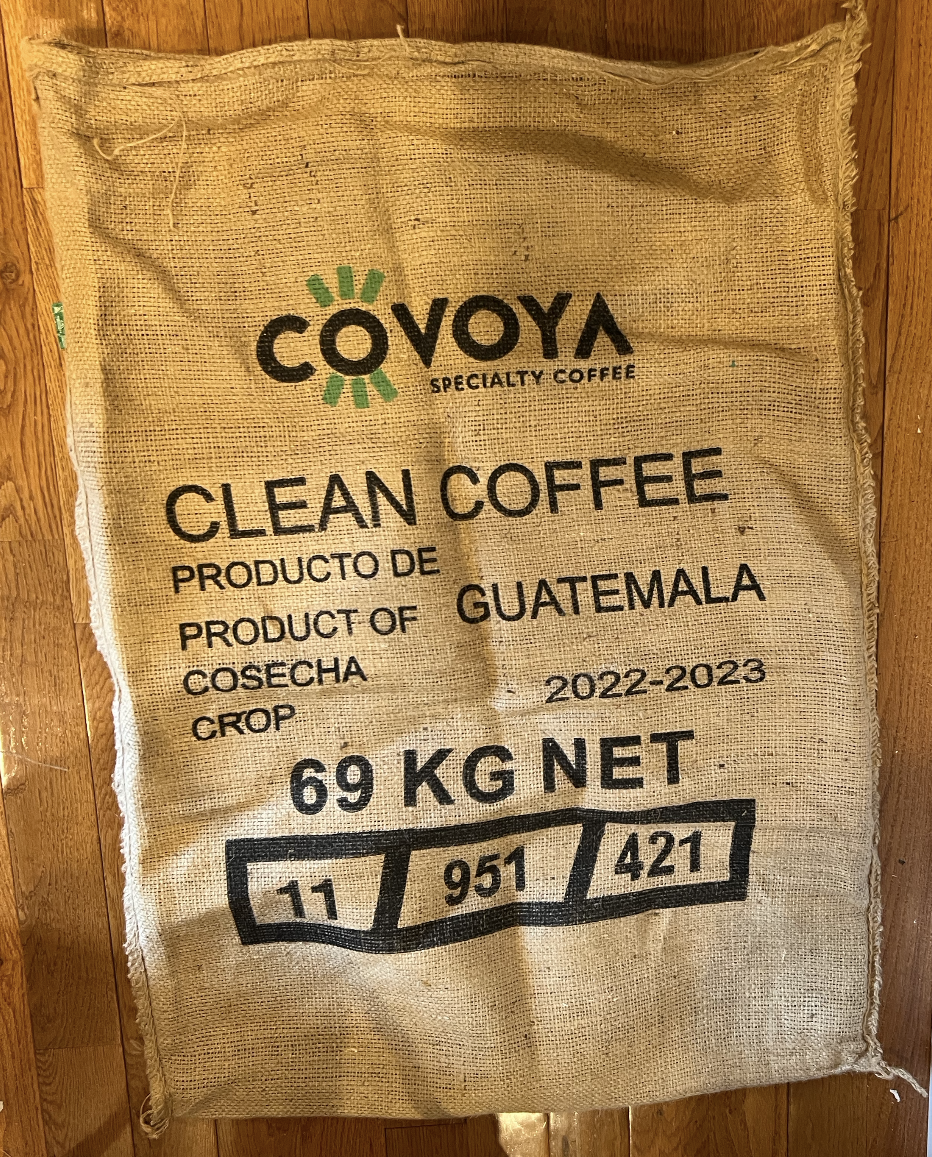 COVOYA
SPECIALTY COFFEE
CLEAN COFFEE
PRODUCTO DE
PRODUCT OF GUATEMALA
COSECHA
CROP 2022-2023
69 KG NET
11 951 421